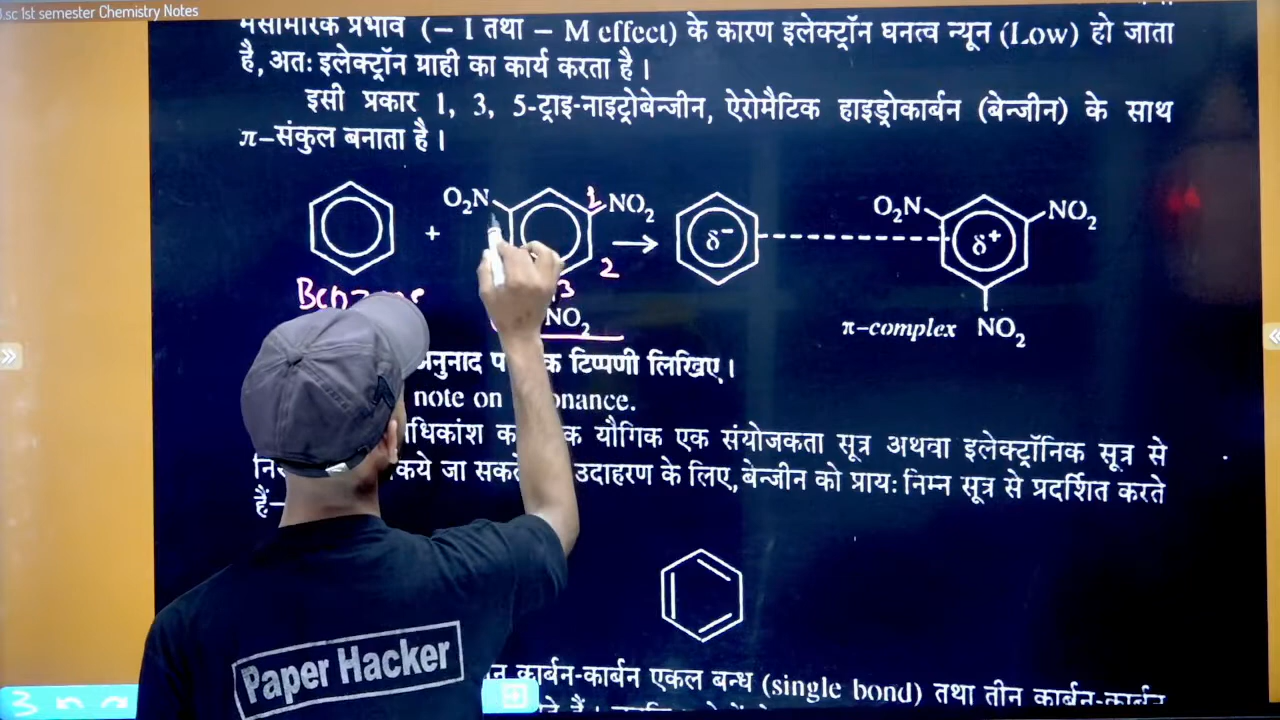 .sc 1st semester Chemistry Notes
मेसोमेरिक प्रभाव (– I तथा – M effect) के कारण इलेक्ट्रॉन घनत्व न्यून (Low) हो जाता
है, अतः इलेक्ट्रॉन ग्राही का कार्य करता है।
इसी प्रकार 1, 3, 5-ट्राइ-नाइट्रोबेन्जीन, ऐरोमैटिक हाइड्रोकार्बन (बेन्जीन) के साथ
π–संकुल बनाता है।
O₂N 1 NO₂ O₂N NO₂
+ δ⁻ δ⁺
2
3
NO₂ π-complex NO₂
अनुनाद टिप्पणी लिखिए।
note on
यौगिक एक संयोजकता सूत्र अथवा इलेक्ट्रॉनिक सूत्र से
उदाहरण के लिए, बेन्जीन को प्रायः निम्न सूत्र से प्रदर्शित करते
हैं–
Paper Hacker
कार्बन-कार्बन एकल बन्ध (single bond) तथा तीन कार्बन-कार्बन